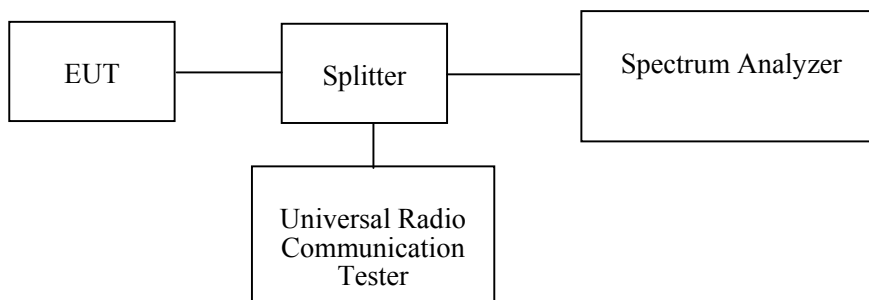 EUT
Splitter
Spectrum Analyzer
Universal Radio
Communication
Tester